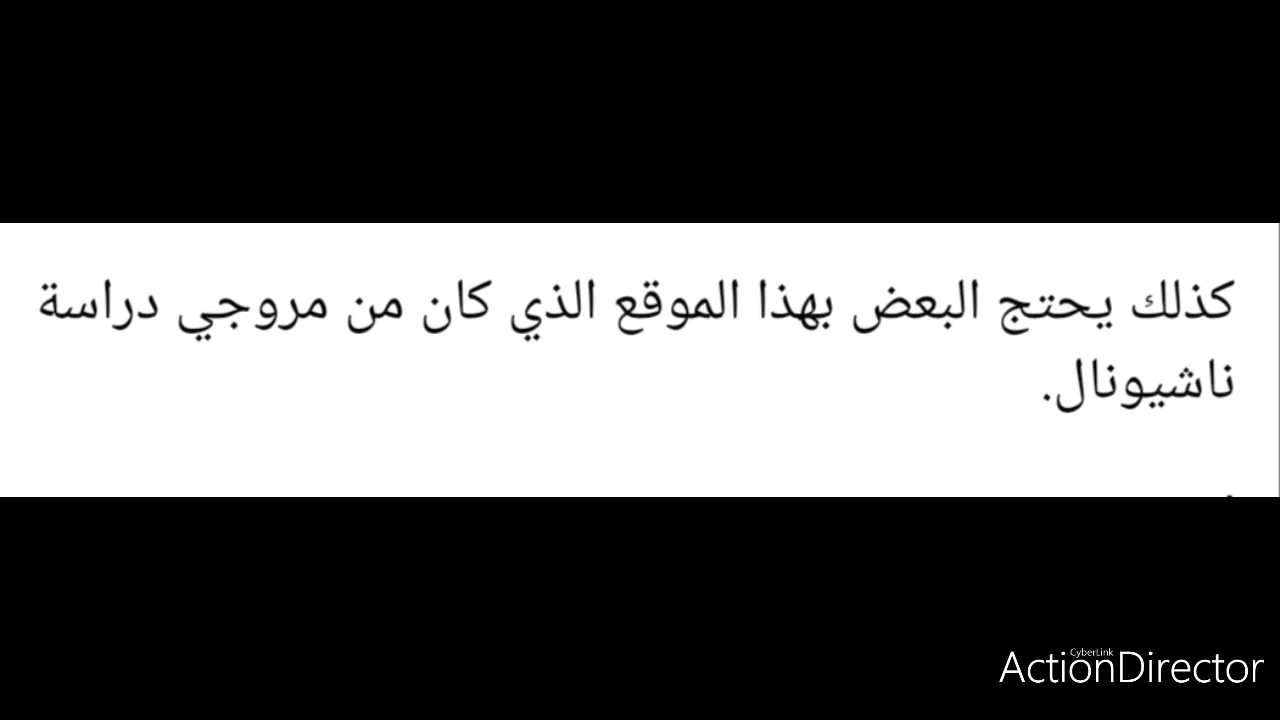 كذلك يحتج البعض بهذا الموقع الذي كان من مروجي دراسة
ناشيونال.
CyberLink
ActionDirector